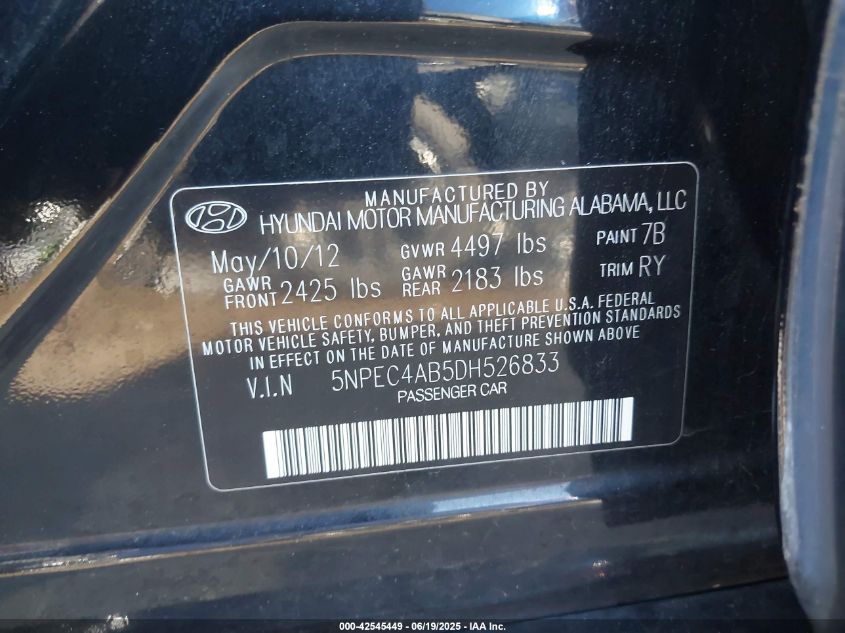 MANUFACTURED BY
HYUNDAI MOTOR MANUFACTURING ALABAMA, LLC
May/10/12 GVWR 4497 lbs PAINT 7B
GAWR FRONT 2425 lbs GAWR REAR 2183 lbs TRIM RY
THIS VEHICLE CONFORMS TO ALL APPLICABLE U.S.A. FEDERAL
MOTOR VEHICLE SAFETY, BUMPER, AND THEFT PREVENTION STANDARDS
IN EFFECT ON THE DATE OF MANUFACTURE SHOWN ABOVE
V.I.N 5NPEC4AB5DH526833
PASSENGER CAR
000-42545449 - 06/19/2025 - IAA Inc.